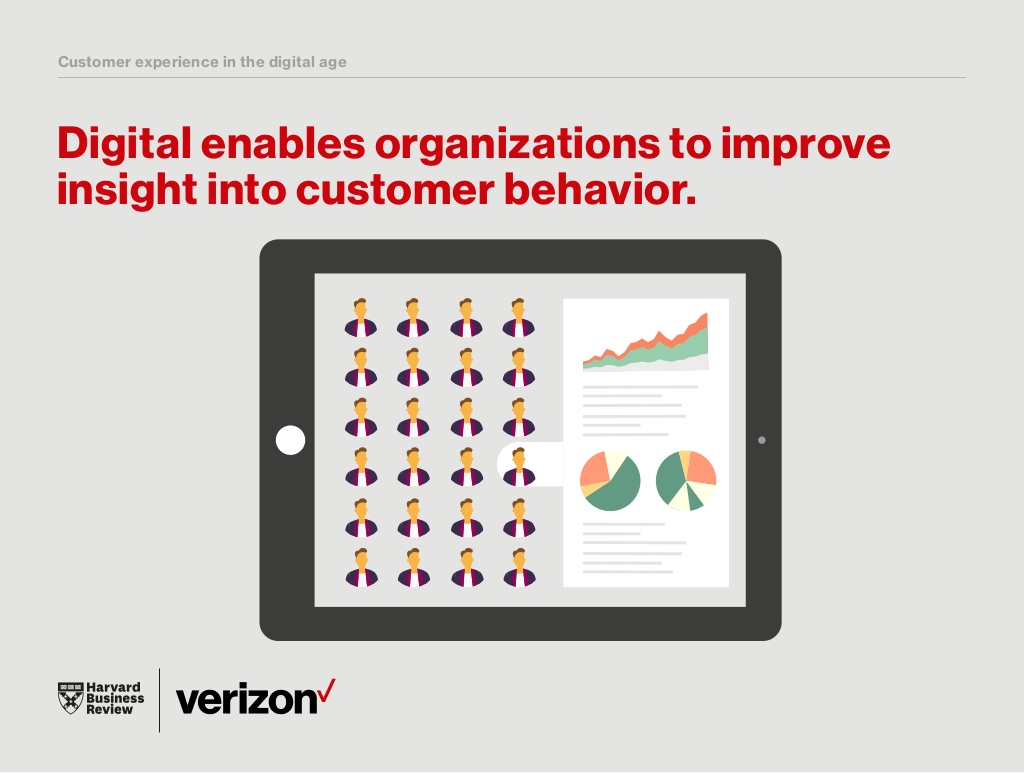 Customer experience in the digital age
Digital enables organizations to improve
insight into customer behavior.
Harvard
Business
Review
verizon